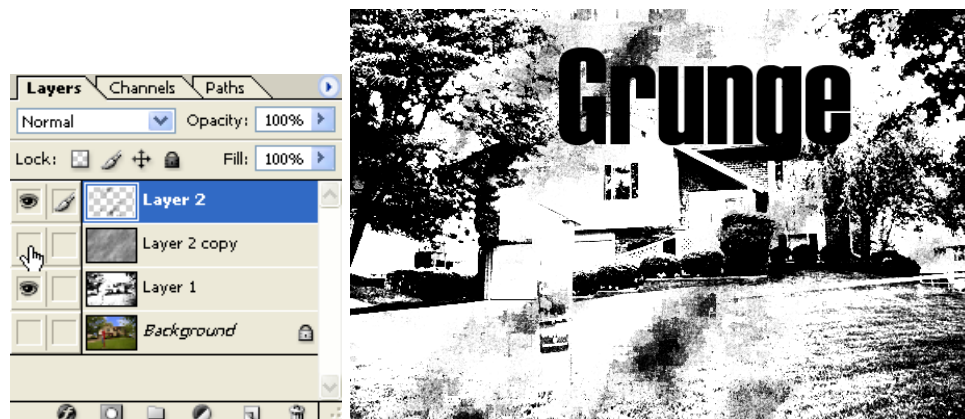 Layers Channels Paths
Normal Opacity: 100%
Lock: Fill: 100%
Layer 2
Layer 2 copy
Layer 1
Background
Grunge